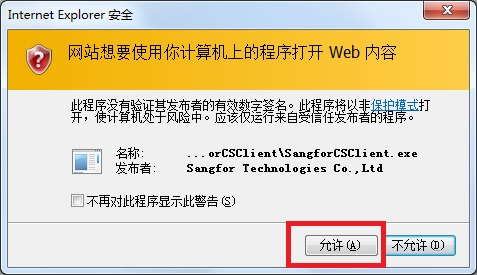 Internet Explorer 安全
网站想要使用你计算机上的程序打开 Web 内容
此程序没有验证其发布者的有效数字签名。此程序将以非保护模式打
开，使计算机处于风险中。应该仅运行来自受信任发布者的程序。
名称: ...orCSClient\SangforCSClient.exe
发布者: Sangfor Technologies Co.,Ltd
不再对此程序显示此警告(S)
允许(A) 不允许(D)